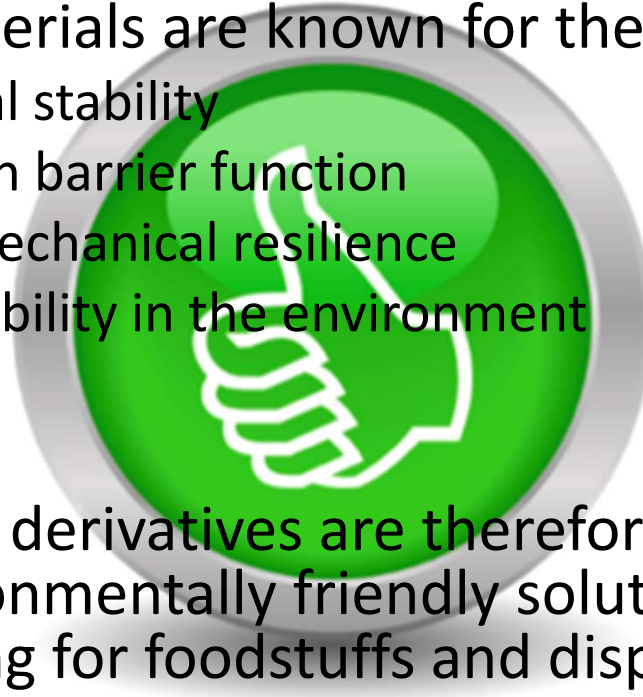 erials are known for the
al stability
n barrier function
echanical resilience
bility in the environment
derivatives are therefor
onmentally friendly solut
g for foodstuffs and disp